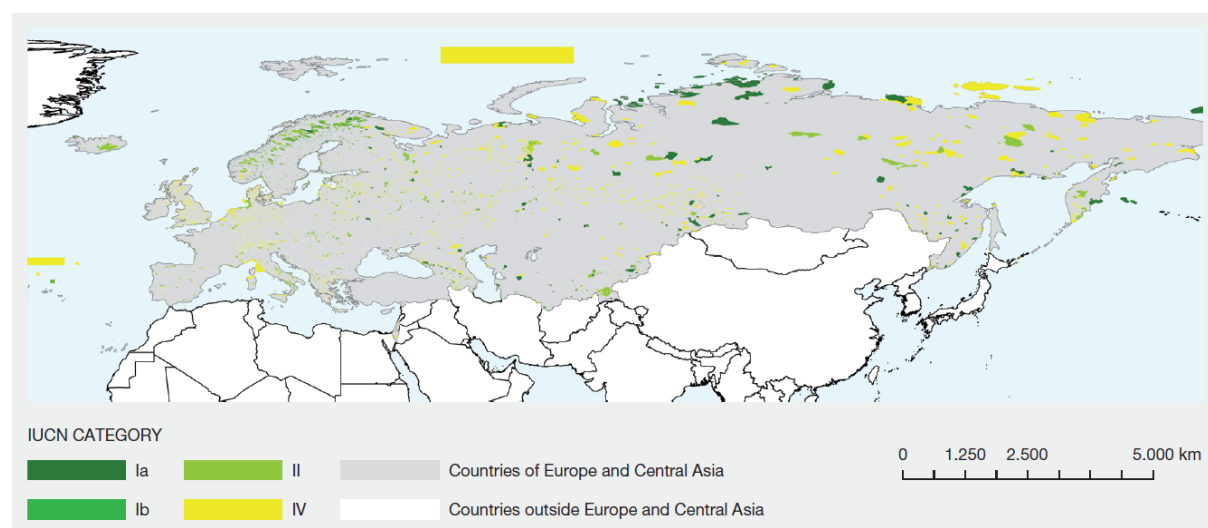 IUCN CATEGORY
Ia
II
Countries of Europe and Central Asia
Ib
IV
Countries outside Europe and Central Asia
0 1.250 2.500 5.000 km